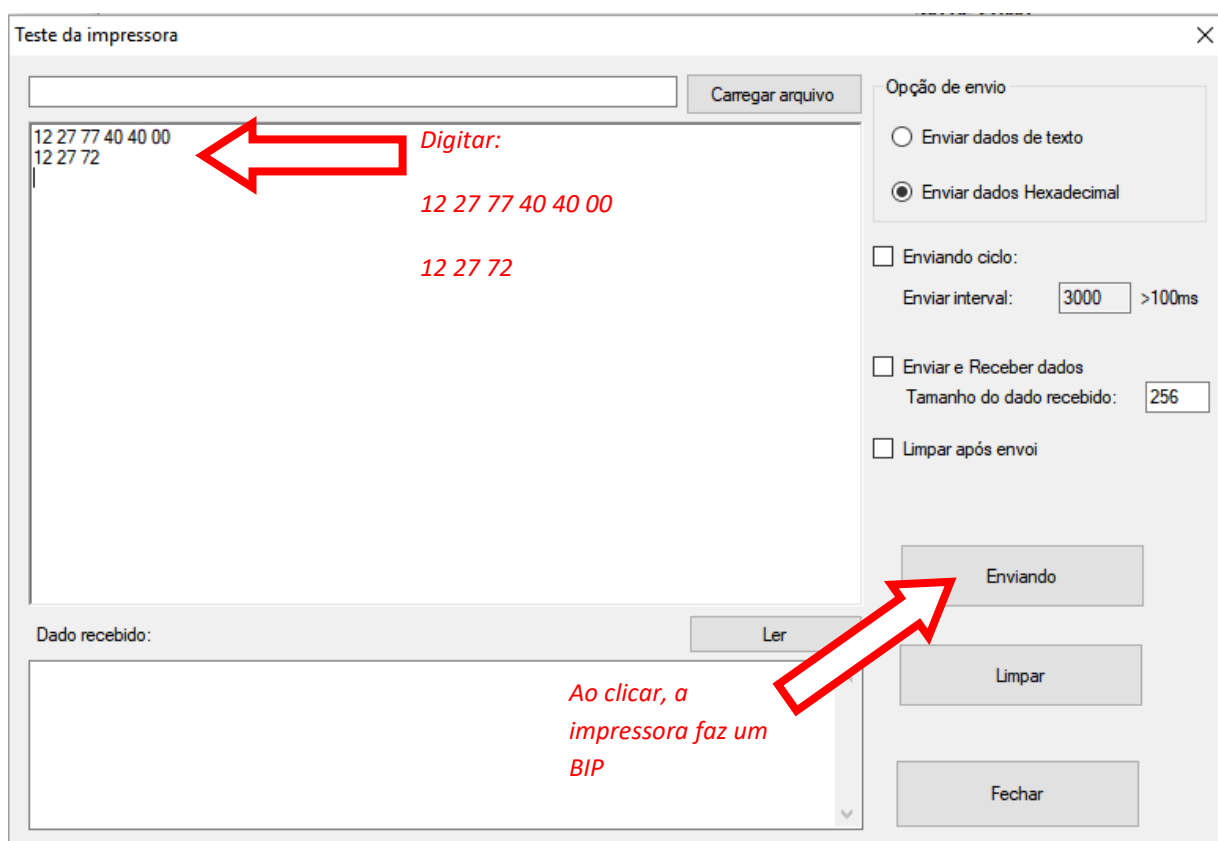 Teste da impressora
Carregar arquivo
12 27 77 40 40 00
12 27 72
Digitar:
12 27 77 40 40 00
12 27 72
Opção de envio
Enviar dados de texto
Enviar dados Hexadecimal
Enviando ciclo:
Enviar interval: 3000 >100ms
Enviar e Receber dados
Tamanho do dado recebido: 256
Limpar após envoi
Enviando
Dado recebido:
Ler
Ao clicar, a
impressora faz um
BIP
Limpar
Fechar